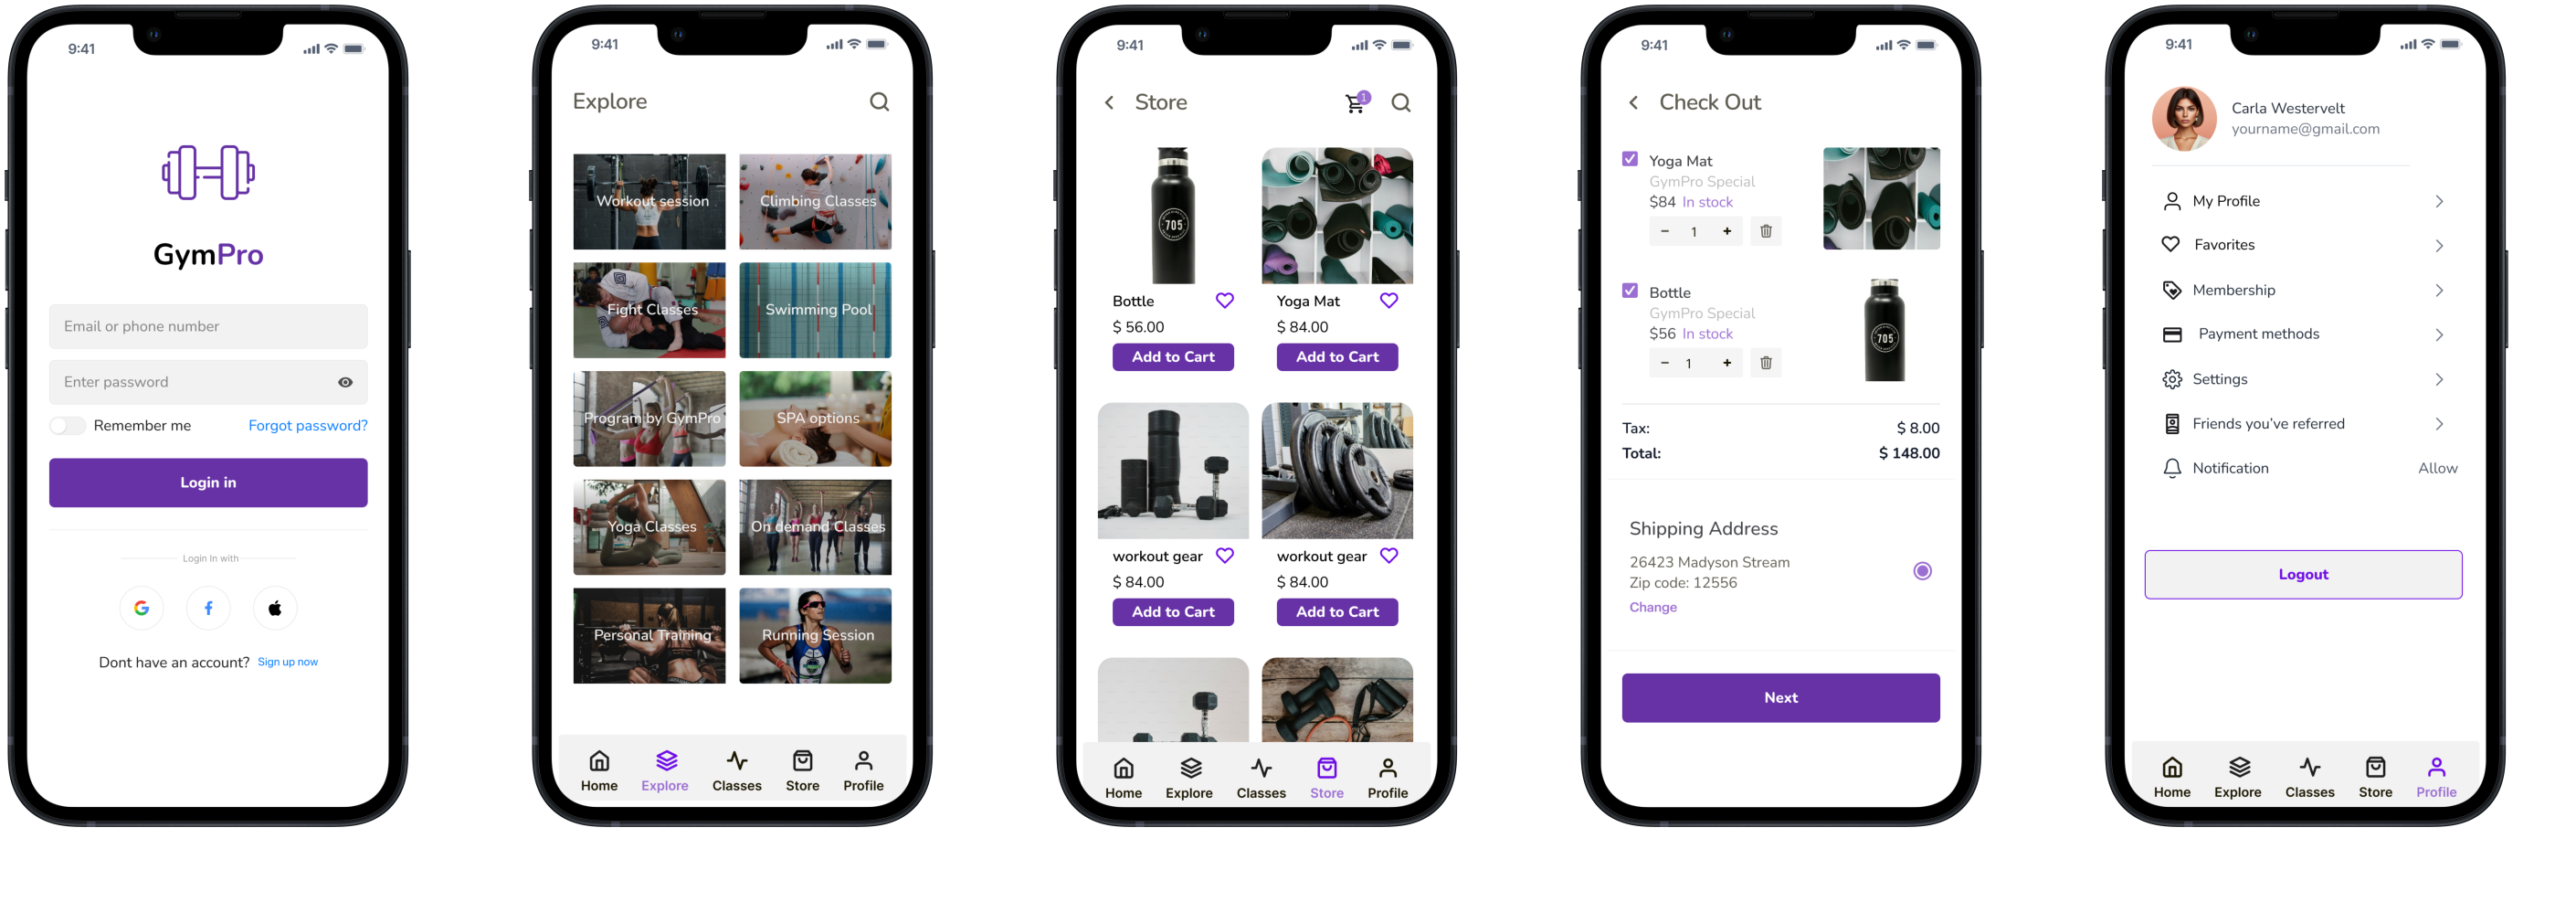 9:41
GymPro
Email or phone number
Enter password
Remember me Forgot password?
Login in
Login In with
Dont have an account? Sign up now
9:41
Explore
Workout session Climbing Classes
Fight Classes Swimming Pool
Program by GymPro SPA options
Yoga Classes On demand Classes
Personal Training Running Session
Home Explore Classes Store Profile
9:41
Store 1
705
Bottle Yoga Mat
$ 56.00 $ 84.00
Add to Cart Add to Cart
workout gear workout gear
$ 84.00 $ 84.00
Add to Cart Add to Cart
Home Explore Classes Store Profile
9:41
Check Out
Yoga Mat
GymPro Special
$84 In stock
− 1 +
Bottle
GymPro Special
$56 In stock
− 1 +
705
Tax: $ 8.00
Total: $ 148.00
Shipping Address
26423 Madyson Stream
Zip code: 12556
Change
Next
9:41
Carla Westervelt
yourname@gmail.com
My Profile
Favorites
Membership
Payment methods
Settings
Friends you've referred
Notification Allow
Logout
Home Explore Classes Store Profile